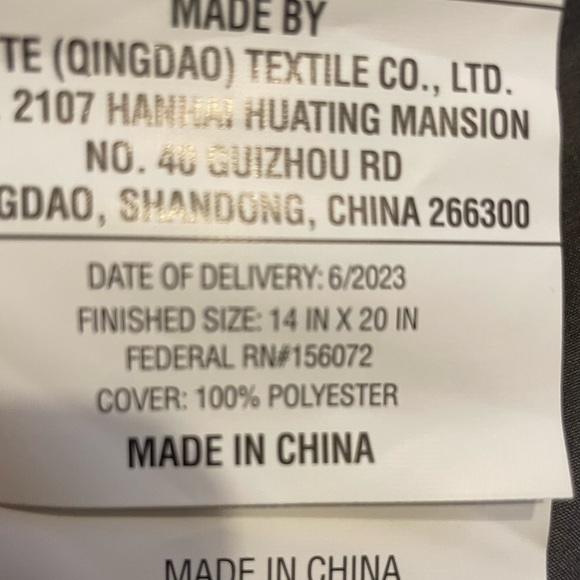 MADE BY
TE (QINGDAO) TEXTILE CO., LTD.
2107 HANHAI HUATING MANSION
NO. 40 GUIZHOU RD
GDAO, SHANDONG, CHINA 266300
DATE OF DELIVERY: 6/2023
FINISHED SIZE: 14 IN X 20 IN
FEDERAL RN#156072
COVER: 100% POLYESTER
MADE IN CHINA
MADE IN CHINA